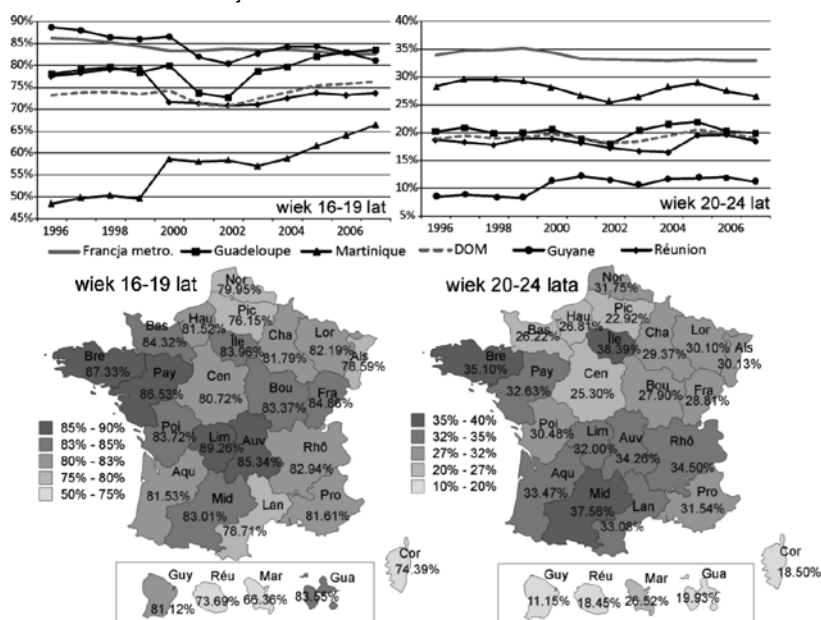 90%
85%
80%
75%
70%
65%
60%
55%
50%
45%
wiek 16-19 lat
1996 1998 2000 2002 2004 2006
40%
35%
30%
25%
20%
15%
10%
5%
wiek 20-24 lat
1996 1998 2000 2002 2004 2006
Francja metro. Guadeloupe Martinique DOM Guyane Réunion
wiek 16-19 lat
Nor
79.95%
Pic
76.15%
Hau
81.52%
Bas
84.32%
Île
83.96%
Cha
81.79%
Lor
82.19%
Als
78.59%
Bre
87.33%
Pay
86.53%
Cen
80.72%
Bou
83.37%
Fra
84.86%
Poi
83.72%
Lim
89.26%
Auv
85.34%
Rhô
82.94%
Aqu
81.53%
Mid
83.01%
Lan
78.71%
Pro
81.61%
Cor
74.39%
85% - 90%
83% - 85%
80% - 83%
75% - 80%
50% - 75%
Guy
81.12%
Réu
73.69%
Mar
66.36%
Gua
83.55%
wiek 20-24 lata
Nor
31.75%
Pic
22.92%
Hau
26.81%
Bas
26.22%
Île
38.39%
Cha
29.37%
Lor
30.10%
Als
30.13%
Bre
35.10%
Pay
32.63%
Cen
25.30%
Bou
27.90%
Fra
28.81%
Poi
30.48%
Lim
32.00%
Auv
34.26%
Rhô
34.50%
Aqu
33.47%
Mid
37.56%
Lan
33.08%
Pro
31.54%
Cor
18.50%
35% - 40%
32% - 35%
27% - 32%
20% - 27%
10% - 20%
Guy
11.15%
Réu
18.45%
Mar
26.52%
Gua
19.93%